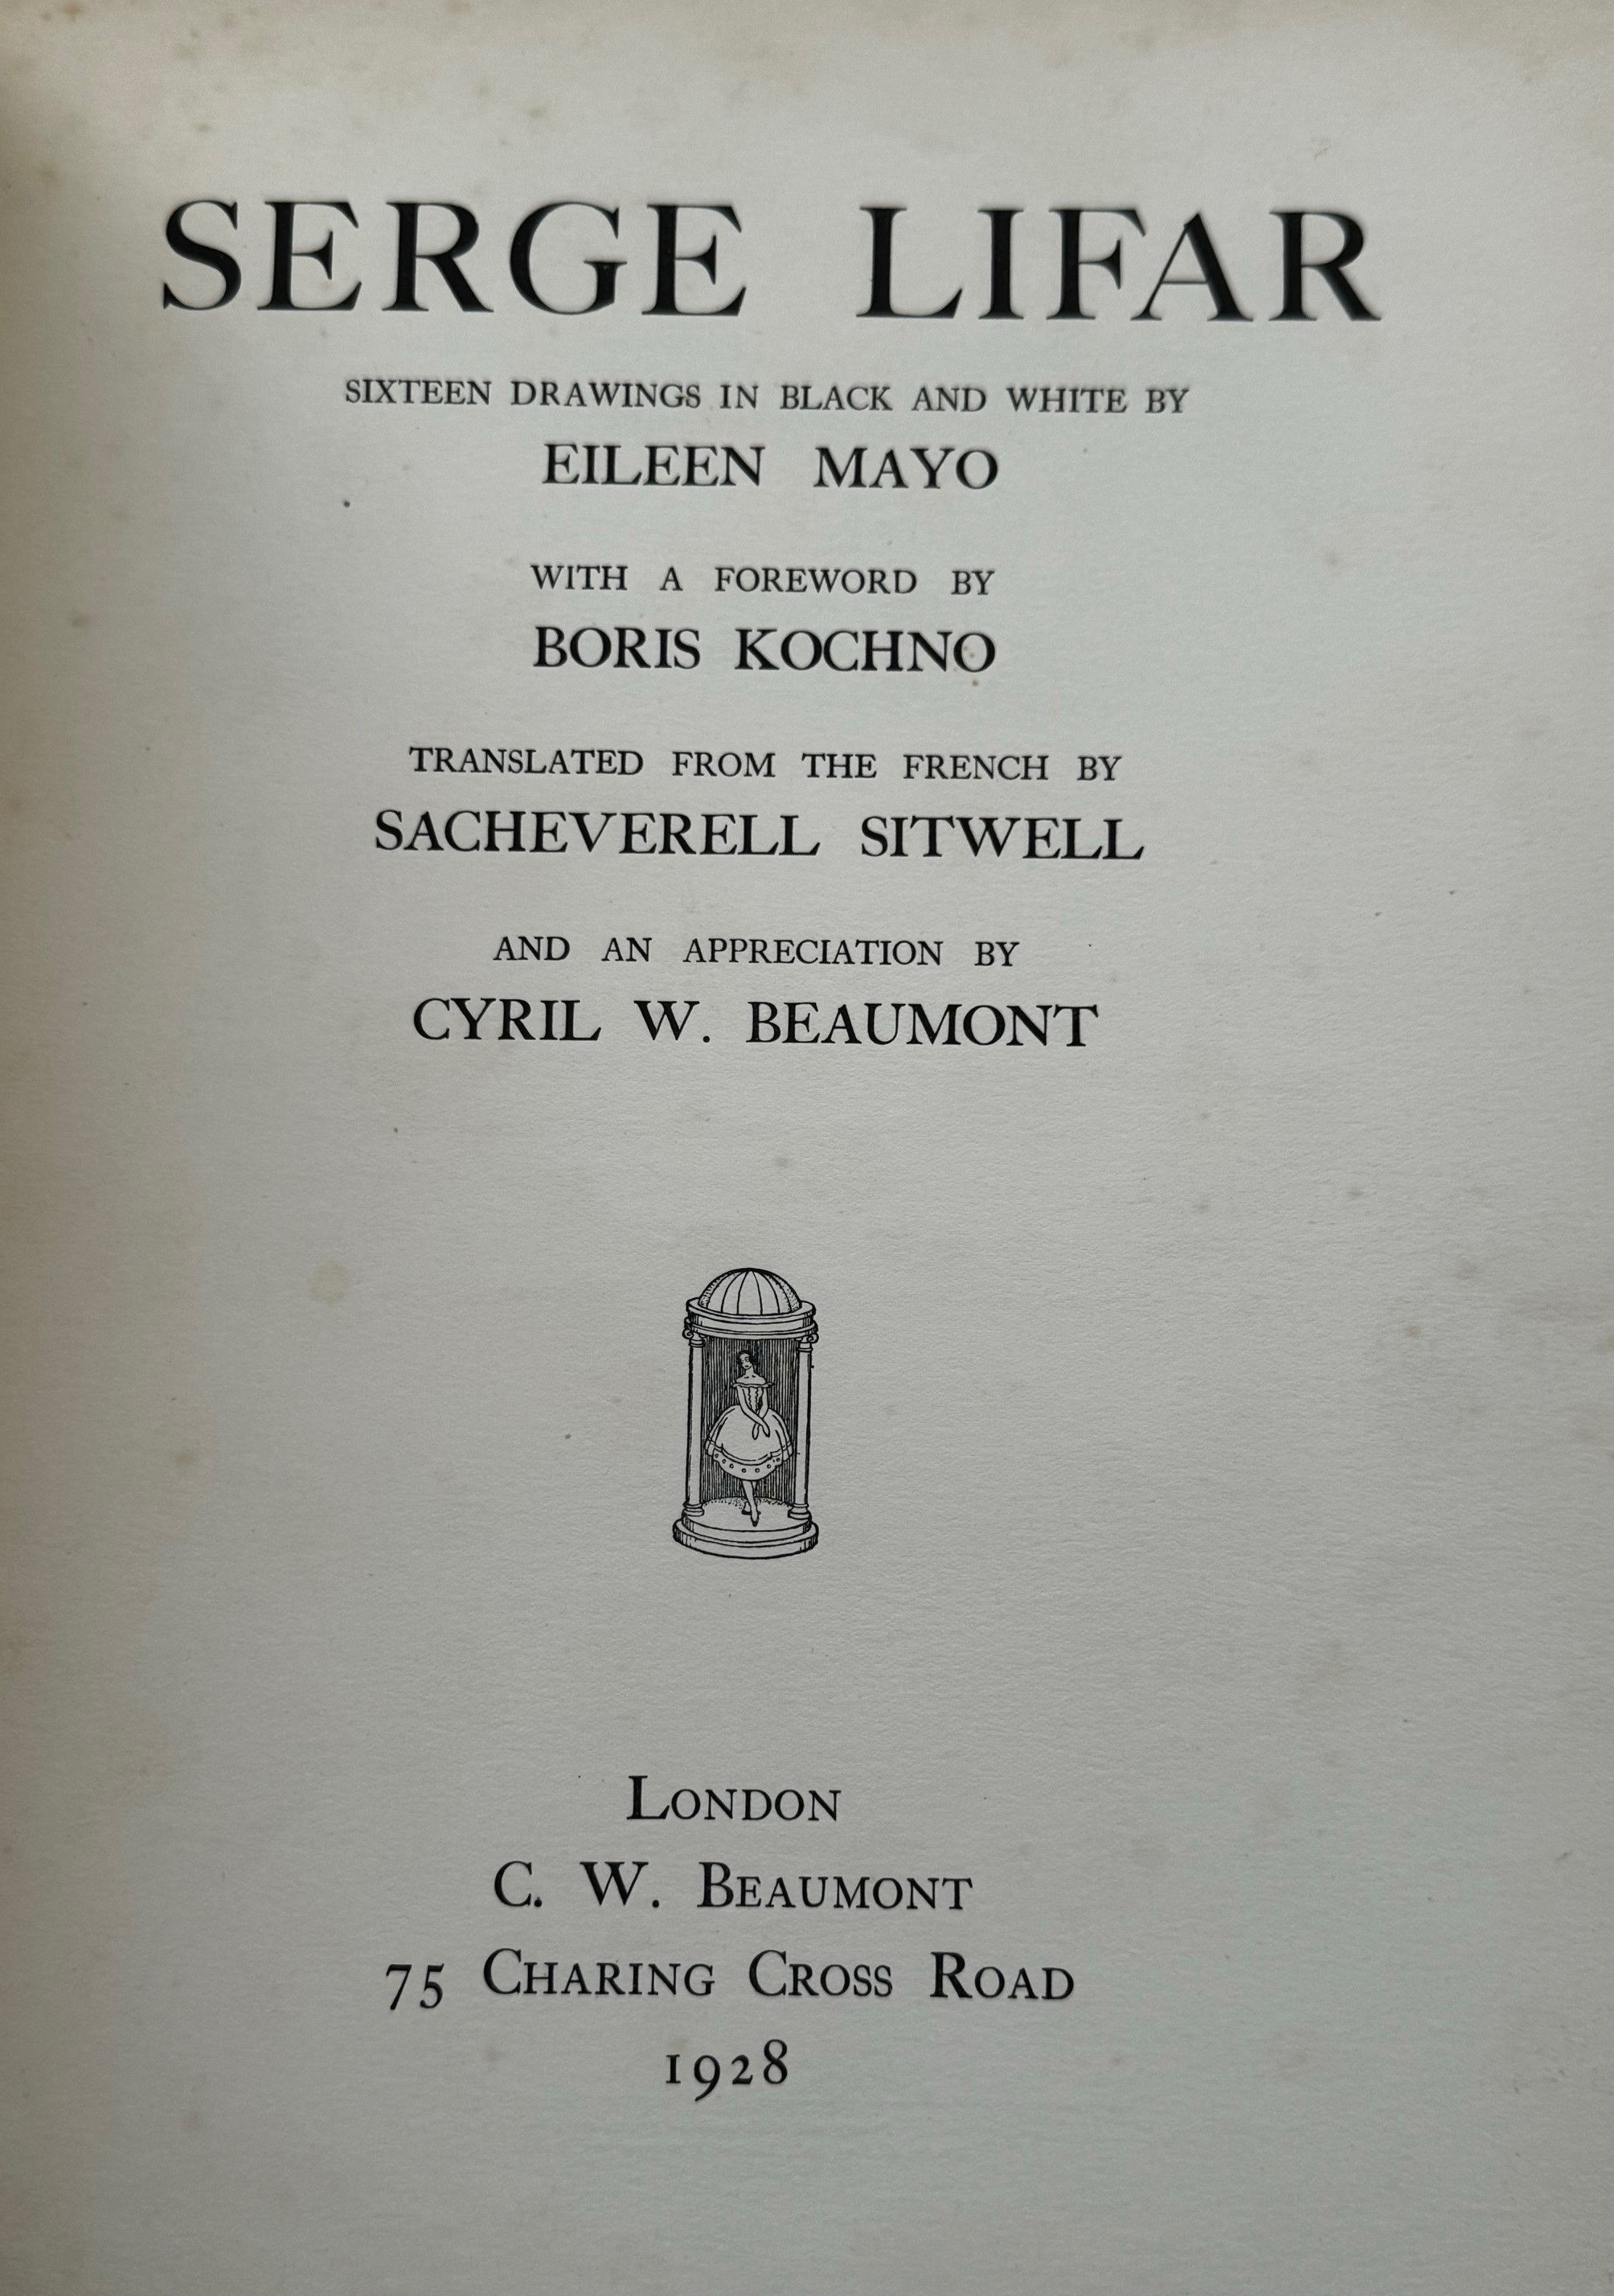 SERGE LIFAR
SIXTEEN DRAWINGS IN BLACK AND WHITE BY
EILEEN MAYO
WITH A FOREWORD BY
BORIS KOCHNO
TRANSLATED FROM THE FRENCH BY
SACHEVERELL SITWELL
AND AN APPRECIATION BY
CYRIL W. BEAUMONT
LONDON
C. W. BEAUMONT
75 CHARING CROSS ROAD
1928